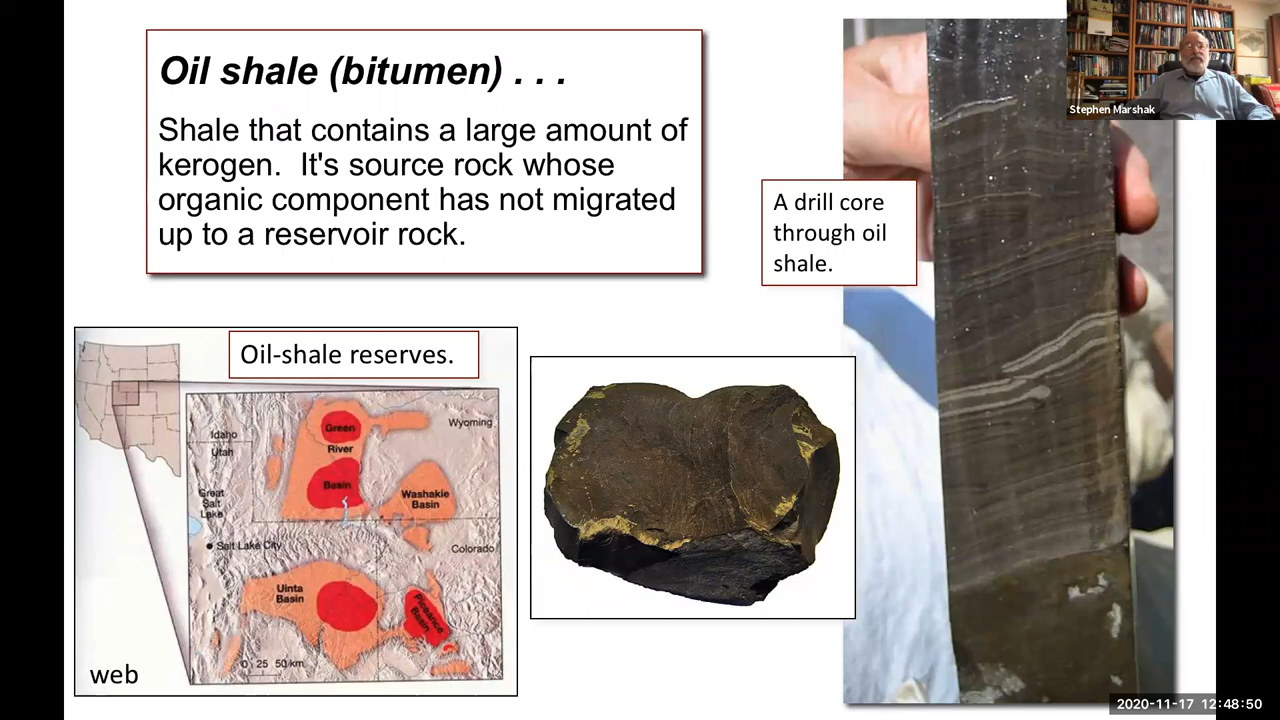 Oil shale (bitumen) . . .
Shale that contains a large amount of
kerogen.  It's source rock whose
organic component has not migrated
up to a reservoir rock.
Stephen Marshak
A drill core
through oil
shale.
Oil-shale reserves.
Green
River
Basin
Wyoming
Idaho
Utah
Great
Salt
Lake
Washakie
Basin
Salt Lake City
Colorado
Uinta
Basin
Piceance
Basin
0 25 50 km
web
2020-11-17 12:48:50